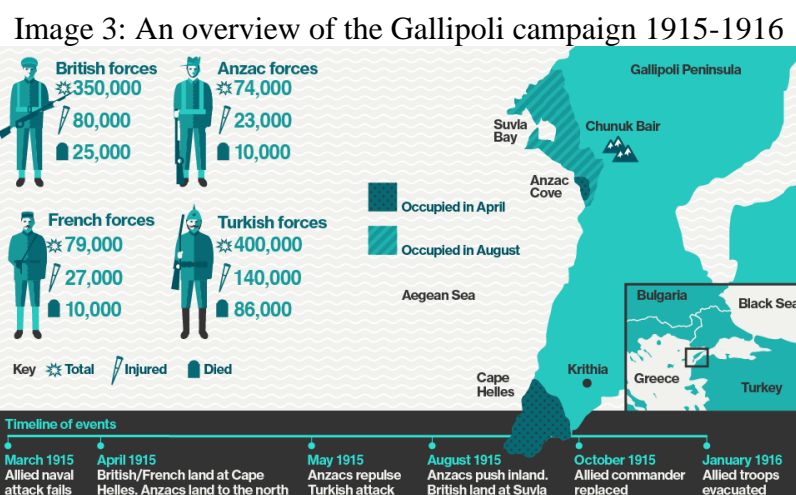 Image 3: An overview of the Gallipoli campaign 1915-1916
British forces
350,000
80,000
25,000
Anzac forces
74,000
23,000
10,000
French forces
79,000
27,000
10,000
Turkish forces
400,000
140,000
86,000
Key Total Injured Died
Occupied in April
Occupied in August
Gallipoli Peninsula
Suvla
Bay
Chunuk Bair
Anzac
Cove
Aegean Sea
Cape
Helles
Krithia
Bulgaria
Black Sea
Greece
Turkey
Timeline of events
March 1915
Allied naval
attack fails
April 1915
British/French land at Cape
Helles. Anzacs land to the north
May 1915
Anzacs repulse
Turkish attack
August 1915
Anzacs push inland.
British land at Suvla
October 1915
Allied commander
replaced
January 1916
Allied troops
evacuated